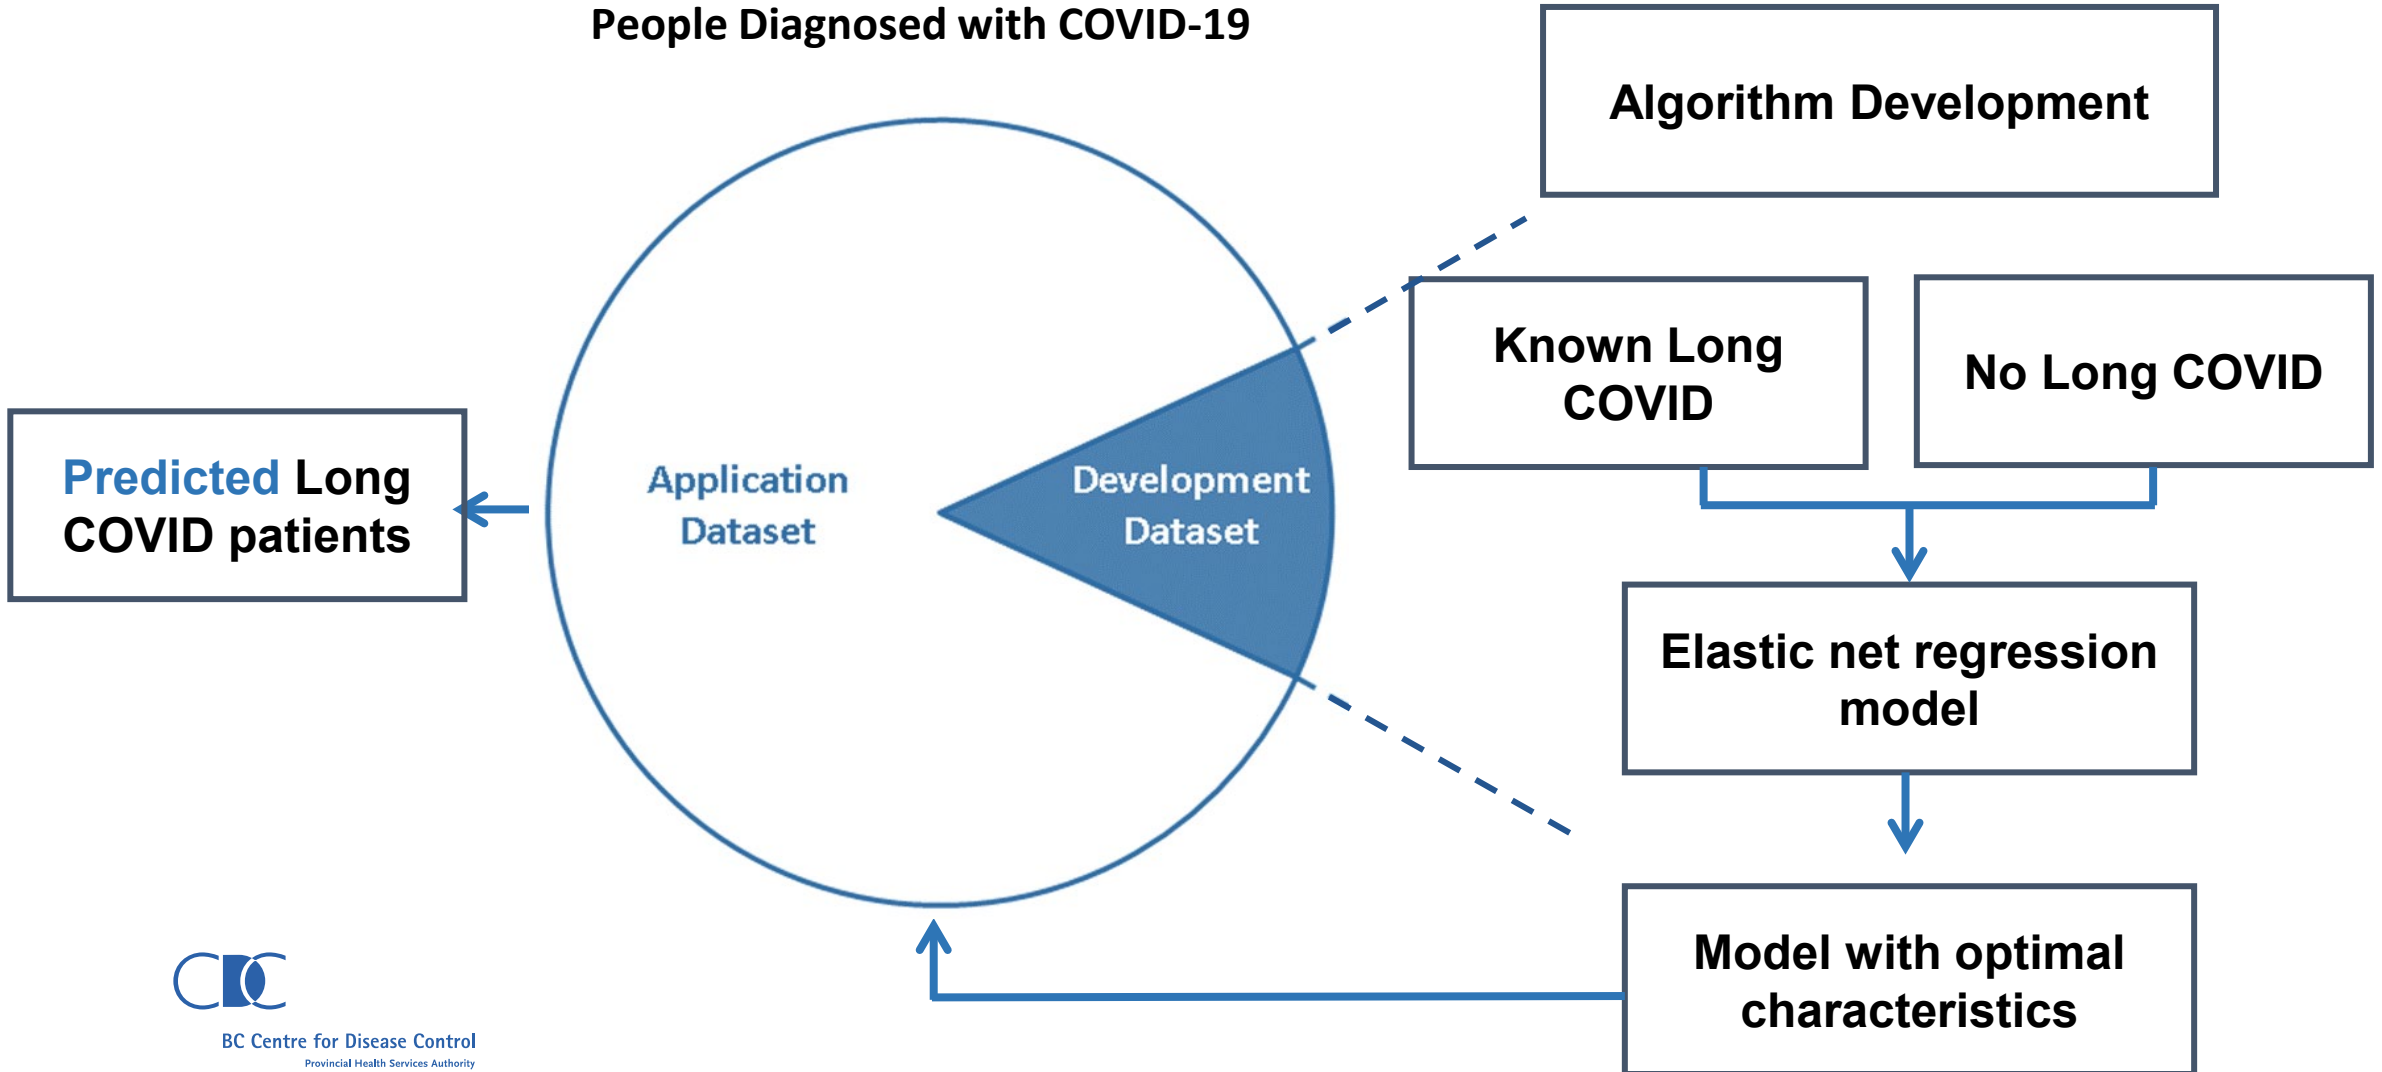 People Diagnosed with COVID-19
Algorithm Development
Known Long
COVID
No Long COVID
Predicted Long
COVID patients
Application
Dataset
Development
Dataset
Elastic net regression
model
Model with optimal
characteristics
CDC
BC Centre for Disease Control
Provincial Health Services Authority